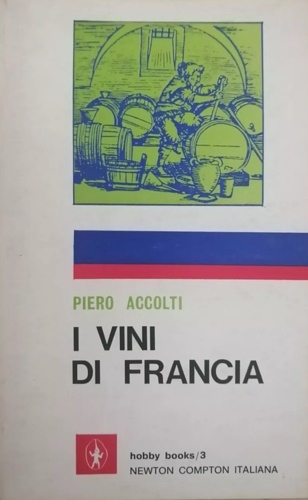 PIERO ACCOLTI
I VINI
DI FRANCIA
hobby books/3
NEWTON COMPTON ITALIANA